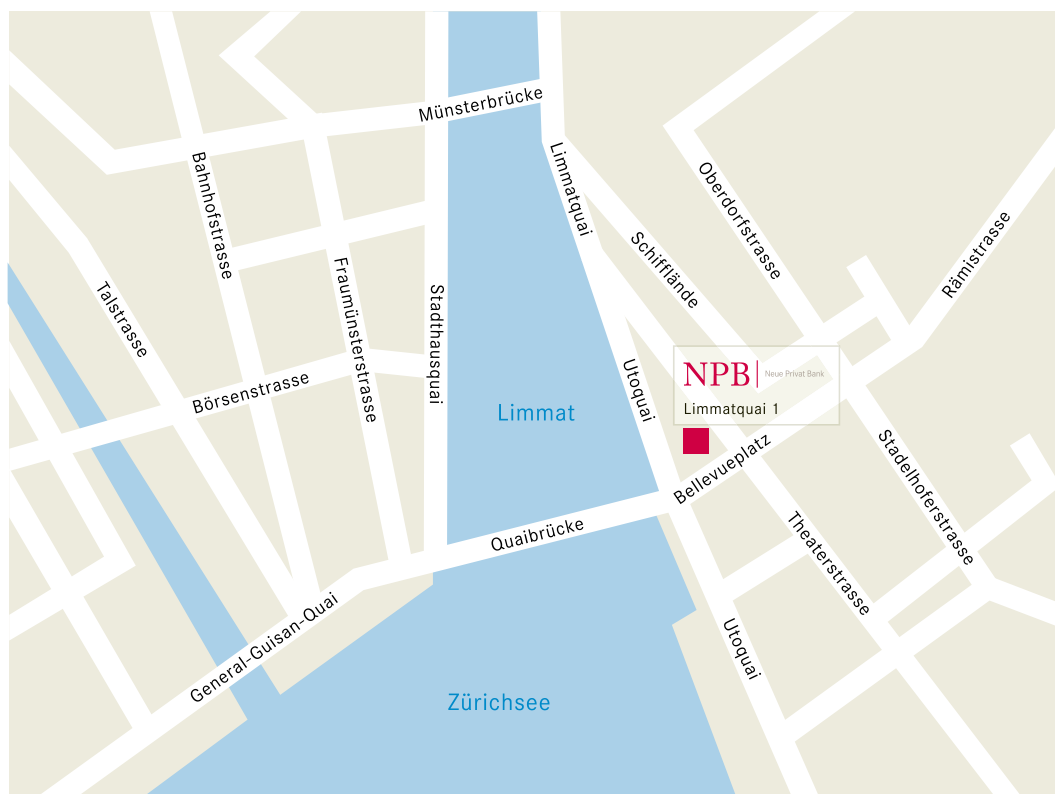 Münsterbrücke
Bahnhofstrasse
Limmatquai
Oberdorfstrasse
Rämistrasse
Schifflände
Talstrasse
Fraumünsterstrasse
Stadthausquai
Börsenstrasse
Limmat
Utoquai
NPB
Neue Privat Bank
Limmatquai 1
Bellevueplatz
Stadelhoferstrasse
Quaibrücke
Theaterstrasse
General-Guisan-Quai
Utoquai
Zürichsee